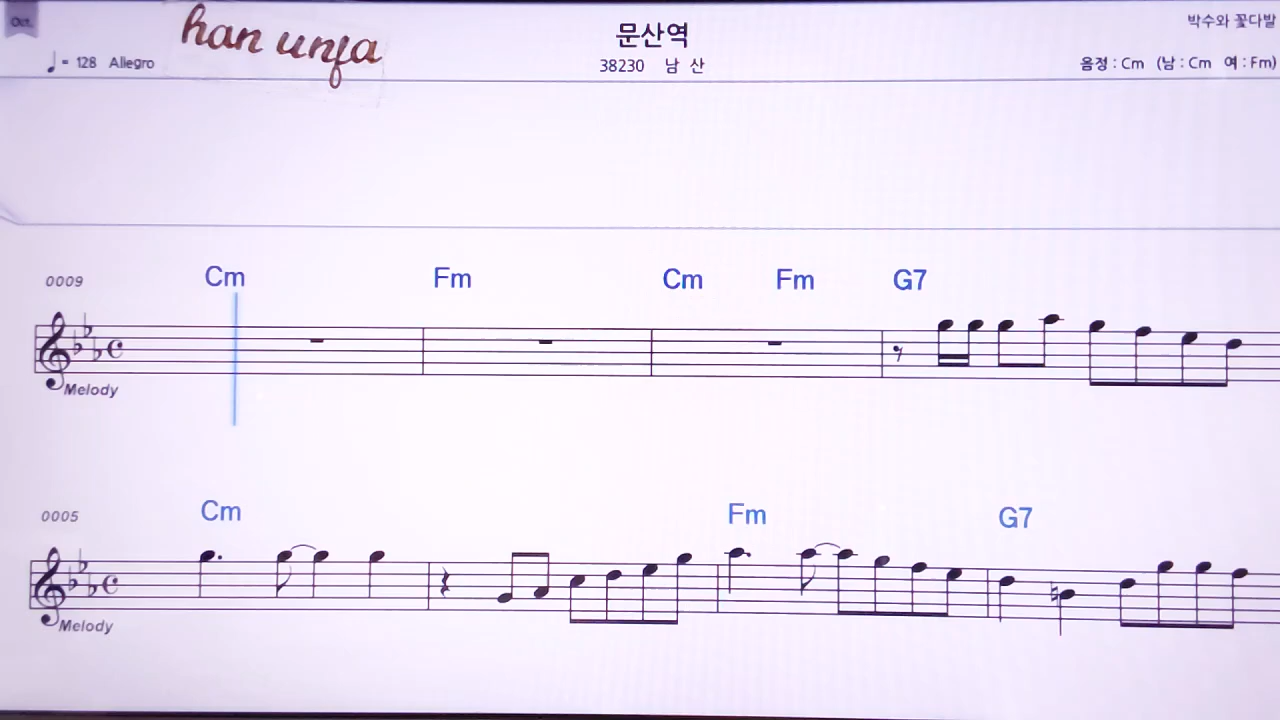 Oct.
han unja
문산역
박수와 꽃다발
= 128 Allegro
38230 남 산
음정 : Cm (남 : Cm 여 : Fm)
0009 Cm Fm Cm Fm G7
Melody
0005 Cm Fm G7
Melody